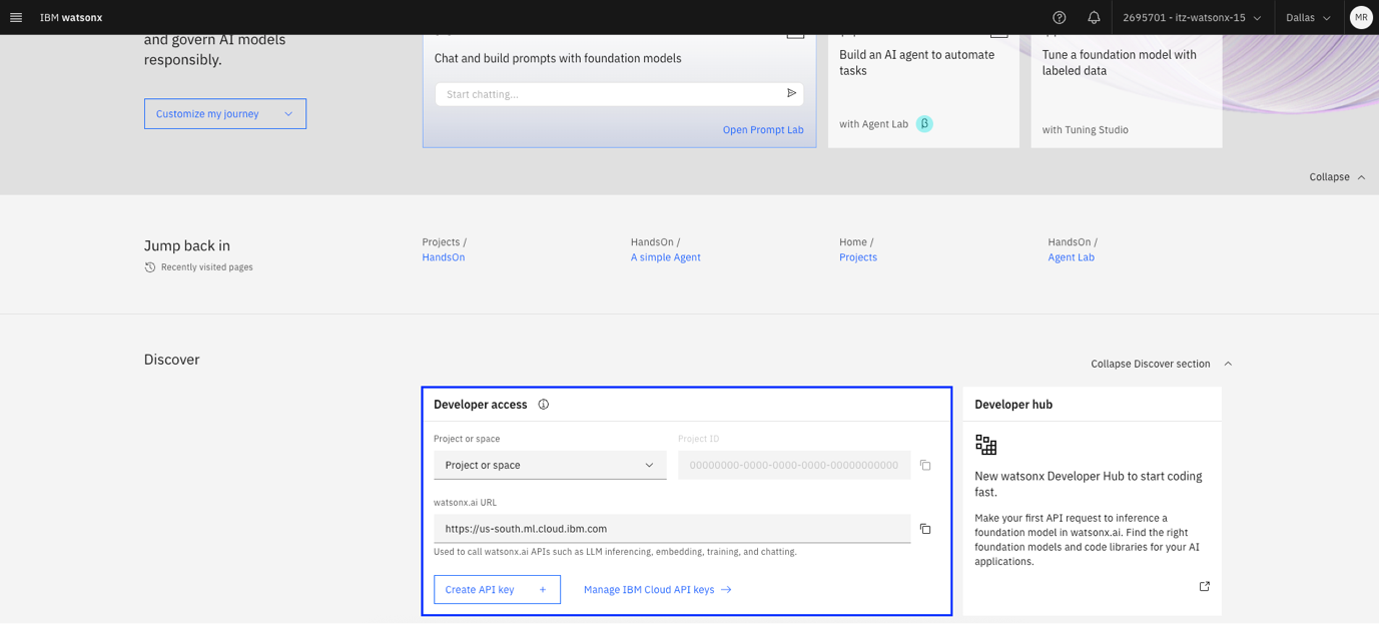 IBM watsonx
2695701 - itz-watsonx-15
Dallas
MR
and govern AI models
responsibly.
Customize my journey
Chat and build prompts with foundation models
Start chatting...
Open Prompt Lab
Build an AI agent to automate
tasks
with Agent Lab β
Tune a foundation model with
labeled data
with Tuning Studio
Collapse
Jump back in
Recently visited pages
Projects /
HandsOn
HandsOn /
A simple Agent
Home /
Projects
HandsOn /
Agent Lab
Discover
Collapse Discover section
Developer access
Project or space
Project or space
Project ID
00000000-0000-0000-0000-00000000000
watsonx.ai URL
https://us-south.ml.cloud.ibm.com
Used to call watsonx.ai APIs such as LLM inferencing, embedding, training, and chatting.
Create API key +
Manage IBM Cloud API keys →
Developer hub
New watsonx Developer Hub to start coding
fast.
Make your first API request to inference a
foundation model in watsonx.ai. Find the right
foundation models and code libraries for your AI
applications.